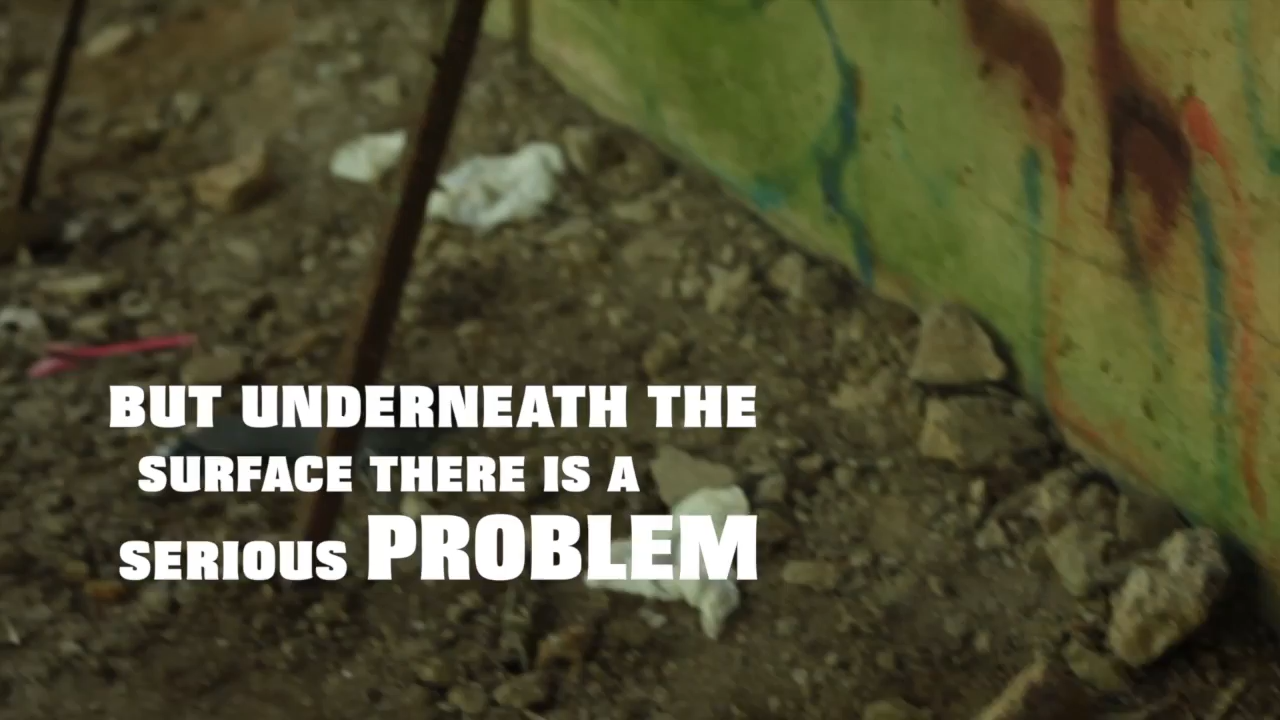 BUT UNDERNEATH THE
SURFACE THERE IS A
SERIOUS PROBLEM